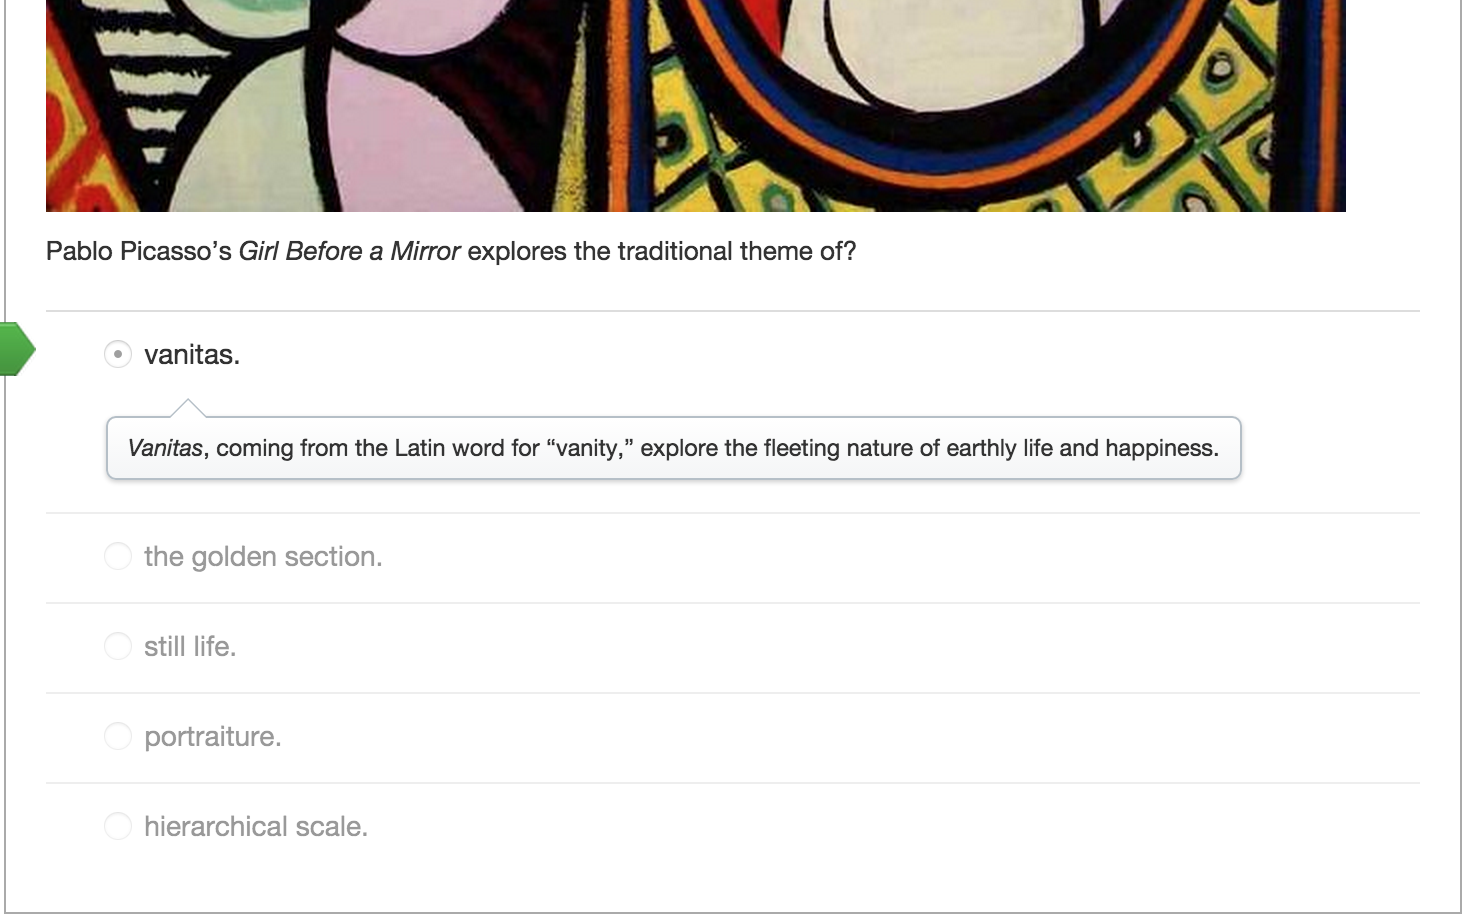 Pablo Picasso’s Girl Before a Mirror explores the traditional theme of?
vanitas.
Vanitas, coming from the Latin word for “vanity,” explore the fleeting nature of earthly life and happiness.
the golden section.
still life.
portraiture.
hierarchical scale.